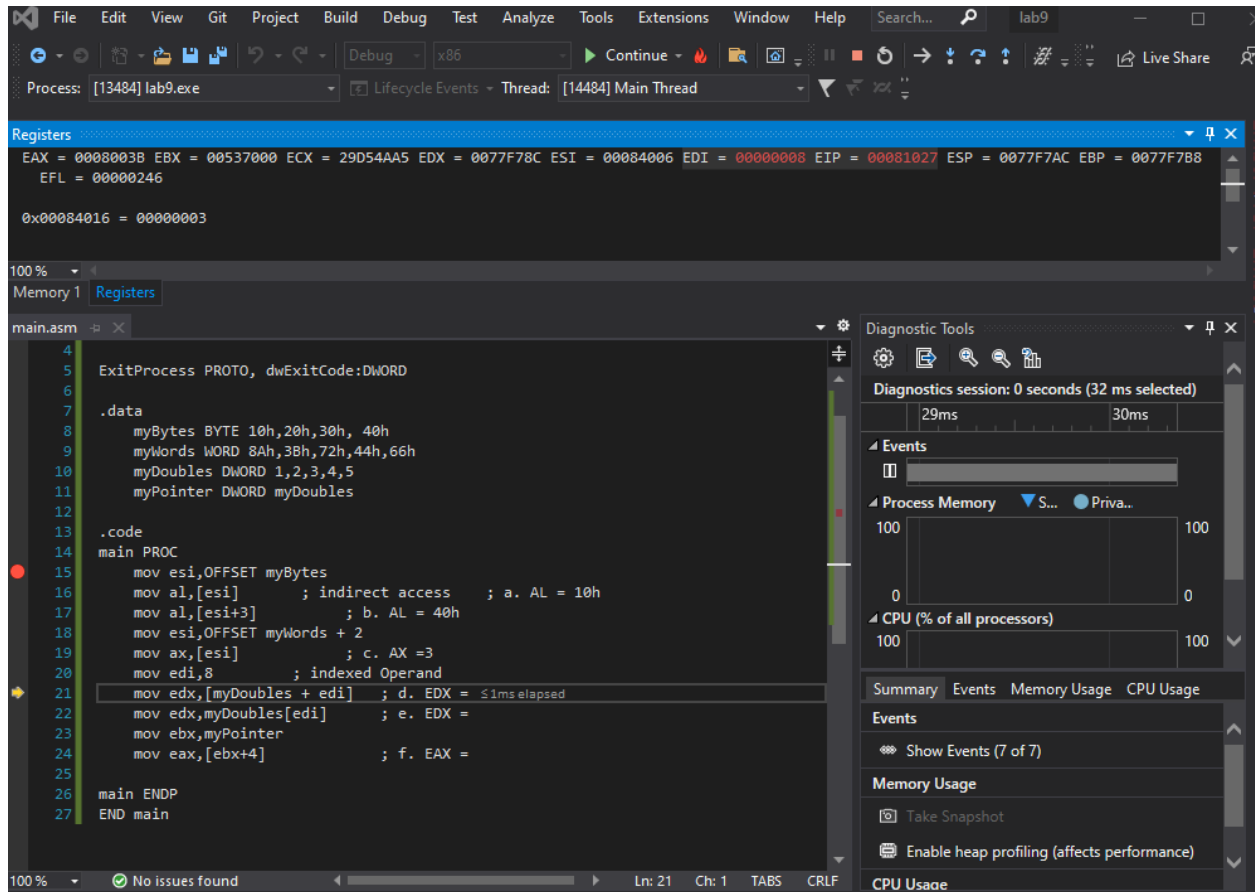 File Edit View Git Project Build Debug Test Analyze Tools Extensions Window Help Search... lab9
Debug x86 Continue Live Share
Process: [13484] lab9.exe Lifecycle Events Thread: [14484] Main Thread
Registers
EAX = 0008003B EBX = 00537000 ECX = 29D54AA5 EDX = 0077F78C ESI = 00084006 EDI = 00000008 EIP = 00081027 ESP = 0077F7AC EBP = 0077F7B8
EFL = 00000246
0x00084016 = 00000003
100 %
Memory 1 Registers
main.asm
4
5 ExitProcess PROTO, dwExitCode:DWORD
6
7 .data
8 myBytes BYTE 10h,20h,30h, 40h
9 myWords WORD 8Ah,3Bh,72h,44h,66h
10 myDoubles DWORD 1,2,3,4,5
11 myPointer DWORD myDoubles
12
13 .code
14 main PROC
15 mov esi,OFFSET myBytes
16 mov al,[esi] ; indirect access ; a. AL = 10h
17 mov al,[esi+3] ; b. AL = 40h
18 mov esi,OFFSET myWords + 2
19 mov ax,[esi] ; c. AX =3
20 mov edi,8 ; indexed Operand
21 mov edx,[myDoubles + edi] ; d. EDX = ≤1ms elapsed
22 mov edx,myDoubles[edi] ; e. EDX =
23 mov ebx,myPointer
24 mov eax,[ebx+4] ; f. EAX =
25
26 main ENDP
27 END main
100 % No issues found Ln: 21 Ch: 1 TABS CRLF
Diagnostic Tools
Diagnostics session: 0 seconds (32 ms selected)
29ms 30ms
Events
Process Memory S... Priva...
100 100
0 0
CPU (% of all processors)
100 100
Summary Events Memory Usage CPU Usage
Events
Show Events (7 of 7)
Memory Usage
Take Snapshot
Enable heap profiling (affects performance)
CPU Usage